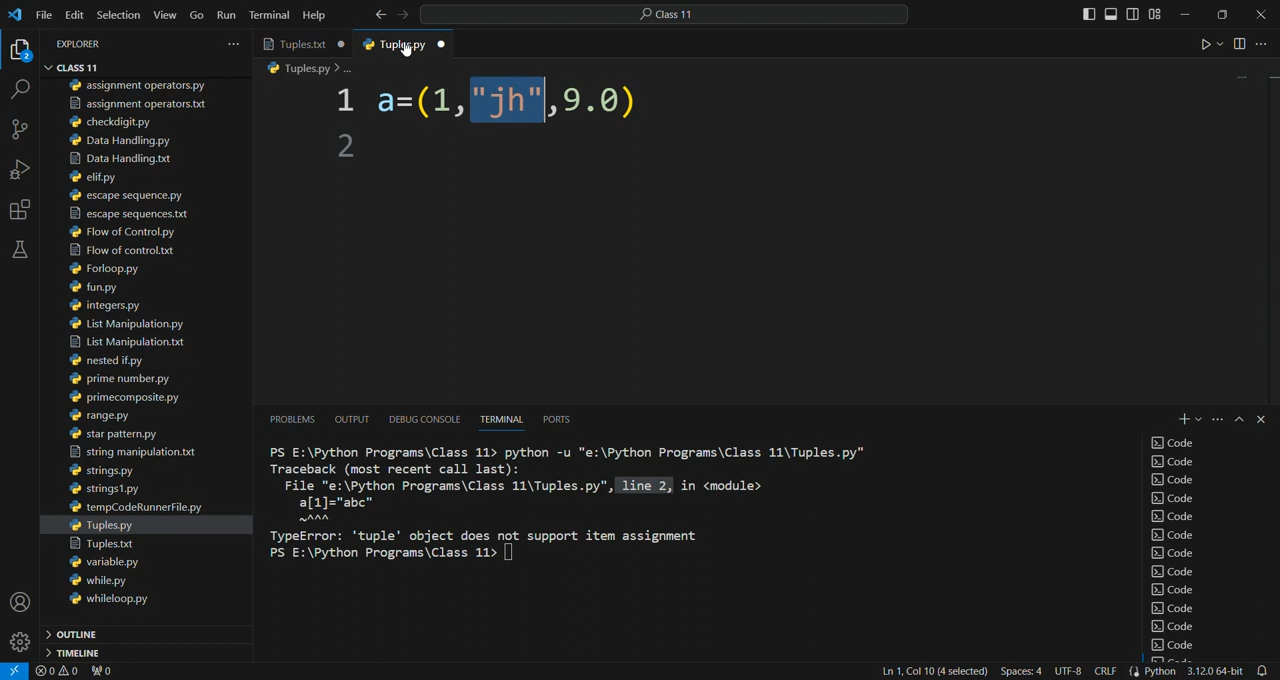 File Edit Selection View Go Run Terminal Help
Class 11
EXPLORER
CLASS 11
assignment operators.py
assignment operators.txt
checkdigit.py
Data Handling.py
Data Handling.txt
elif.py
escape sequence.py
escape sequences.txt
Flow of Control.py
Flow of control.txt
Forloop.py
fun.py
integers.py
List Manipulation.py
List Manipulation.txt
nested if.py
prime number.py
primecomposite.py
range.py
star pattern.py
string manipulation.txt
strings.py
strings1.py
tempCodeRunnerFile.py
Tuples.py
Tuples.txt
variable.py
while.py
whileloop.py
OUTLINE
TIMELINE
2
Tuples.txt Tuples.py
Tuples.py > ...
1 a=(1,"jh",9.0)
2
PROBLEMS OUTPUT DEBUG CONSOLE TERMINAL PORTS
PS E:\Python Programs\Class 11> python -u "e:\Python Programs\Class 11\Tuples.py"
Traceback (most recent call last):
File "e:\Python Programs\Class 11\Tuples.py", line 2, in <module>
a[1]="abc"
~^^^
TypeError: 'tuple' object does not support item assignment
PS E:\Python Programs\Class 11>
Code
Code
Code
Code
Code
Code
Code
Code
Code
Code
Code
Code
0 0 0
Ln 1, Col 10 (4 selected) Spaces: 4 UTF-8 CRLF Python 3.12.0 64-bit